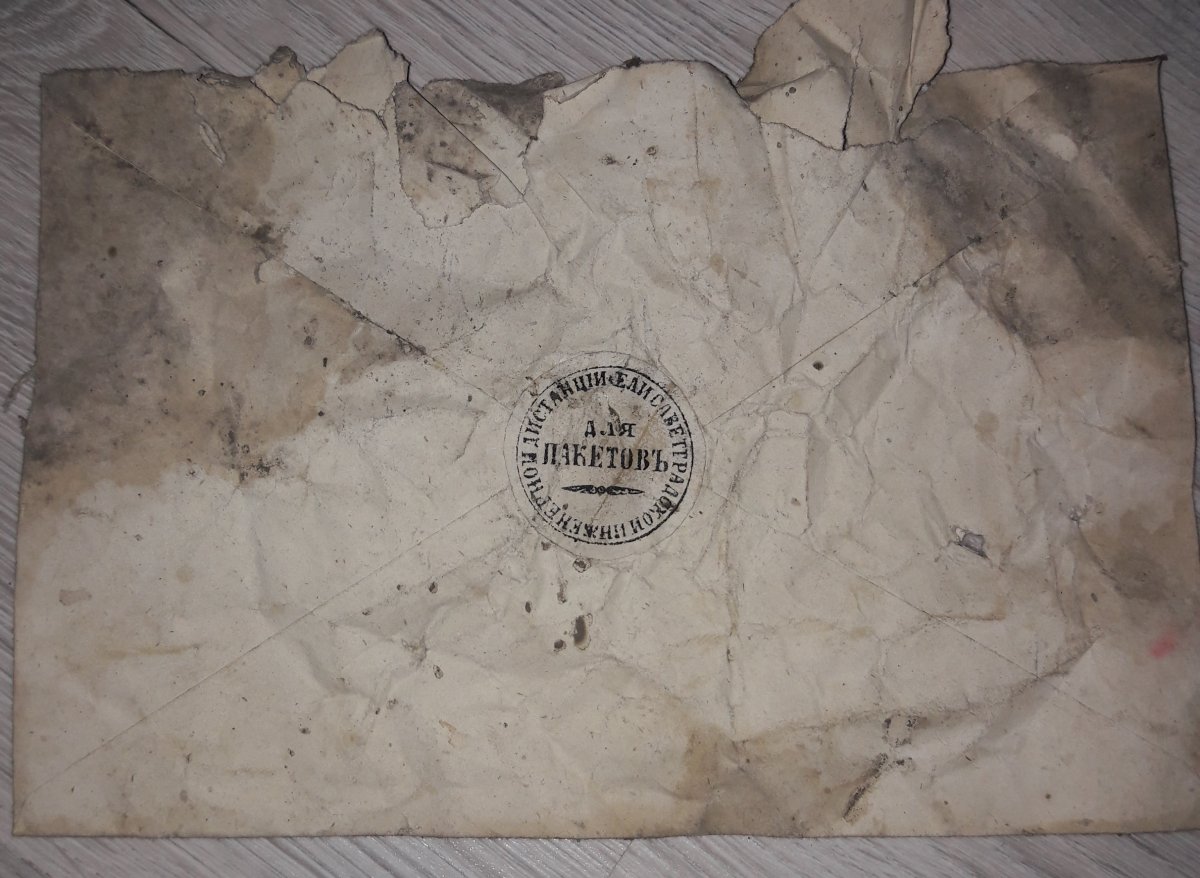 ЕЛИСАВЕТГРАДСКОЙ ИНЖЕНЕРНОЙ ДИСТАНЦІИ
ДЛЯ
ПАКЕТОВЪ